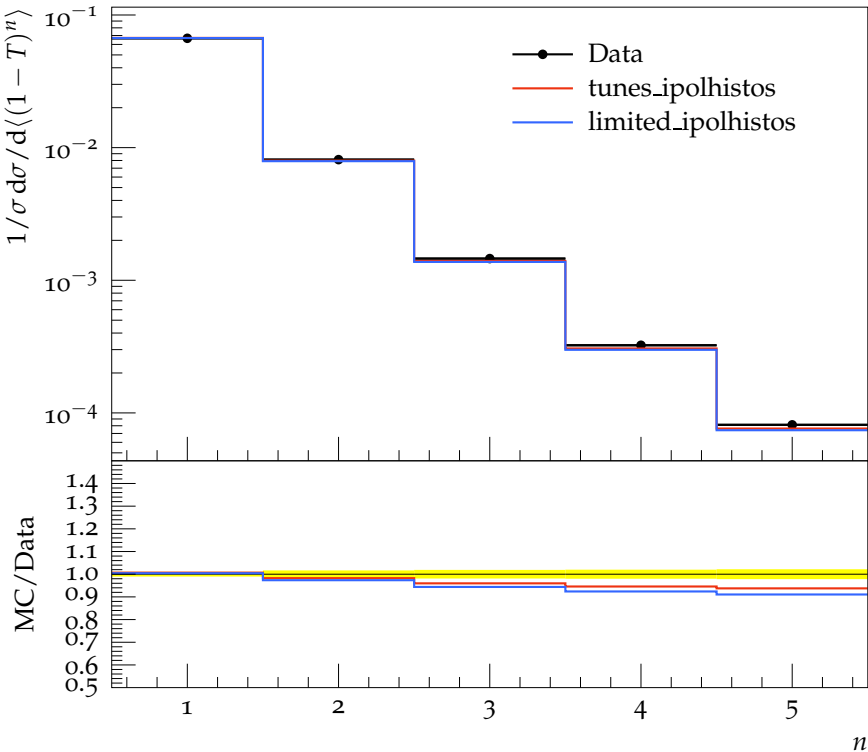 1/σ dσ/d⟨(1 − T)ⁿ⟩
10⁻¹
10⁻²
10⁻³
10⁻⁴
Data
tunes_ipolhistos
limited_ipolhistos
MC/Data
1.4
1.3
1.2
1.1
1.0
0.9
0.8
0.7
0.6
0.5
1 2 3 4 5
n